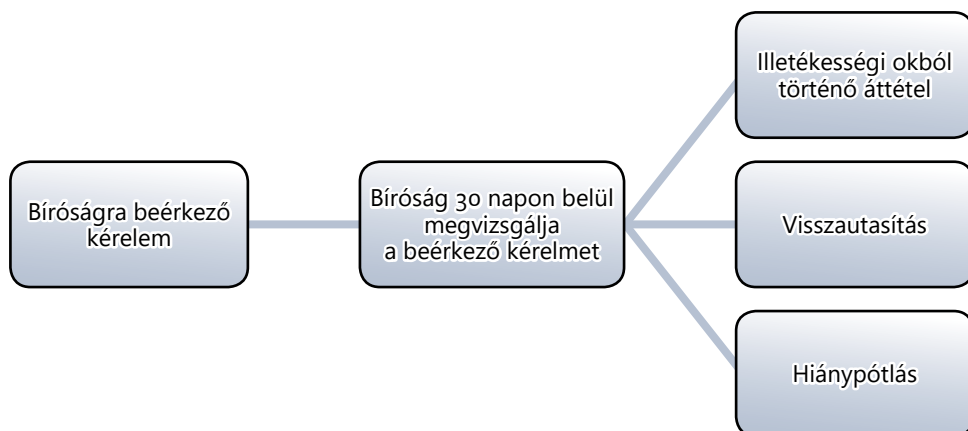 Bíróságra beérkező
kérelem
Bíróság 30 napon belül
megvizsgálja
a beérkező kérelmet
Illetékességi okból
történő áttétel
Visszautasítás
Hiánypótlás